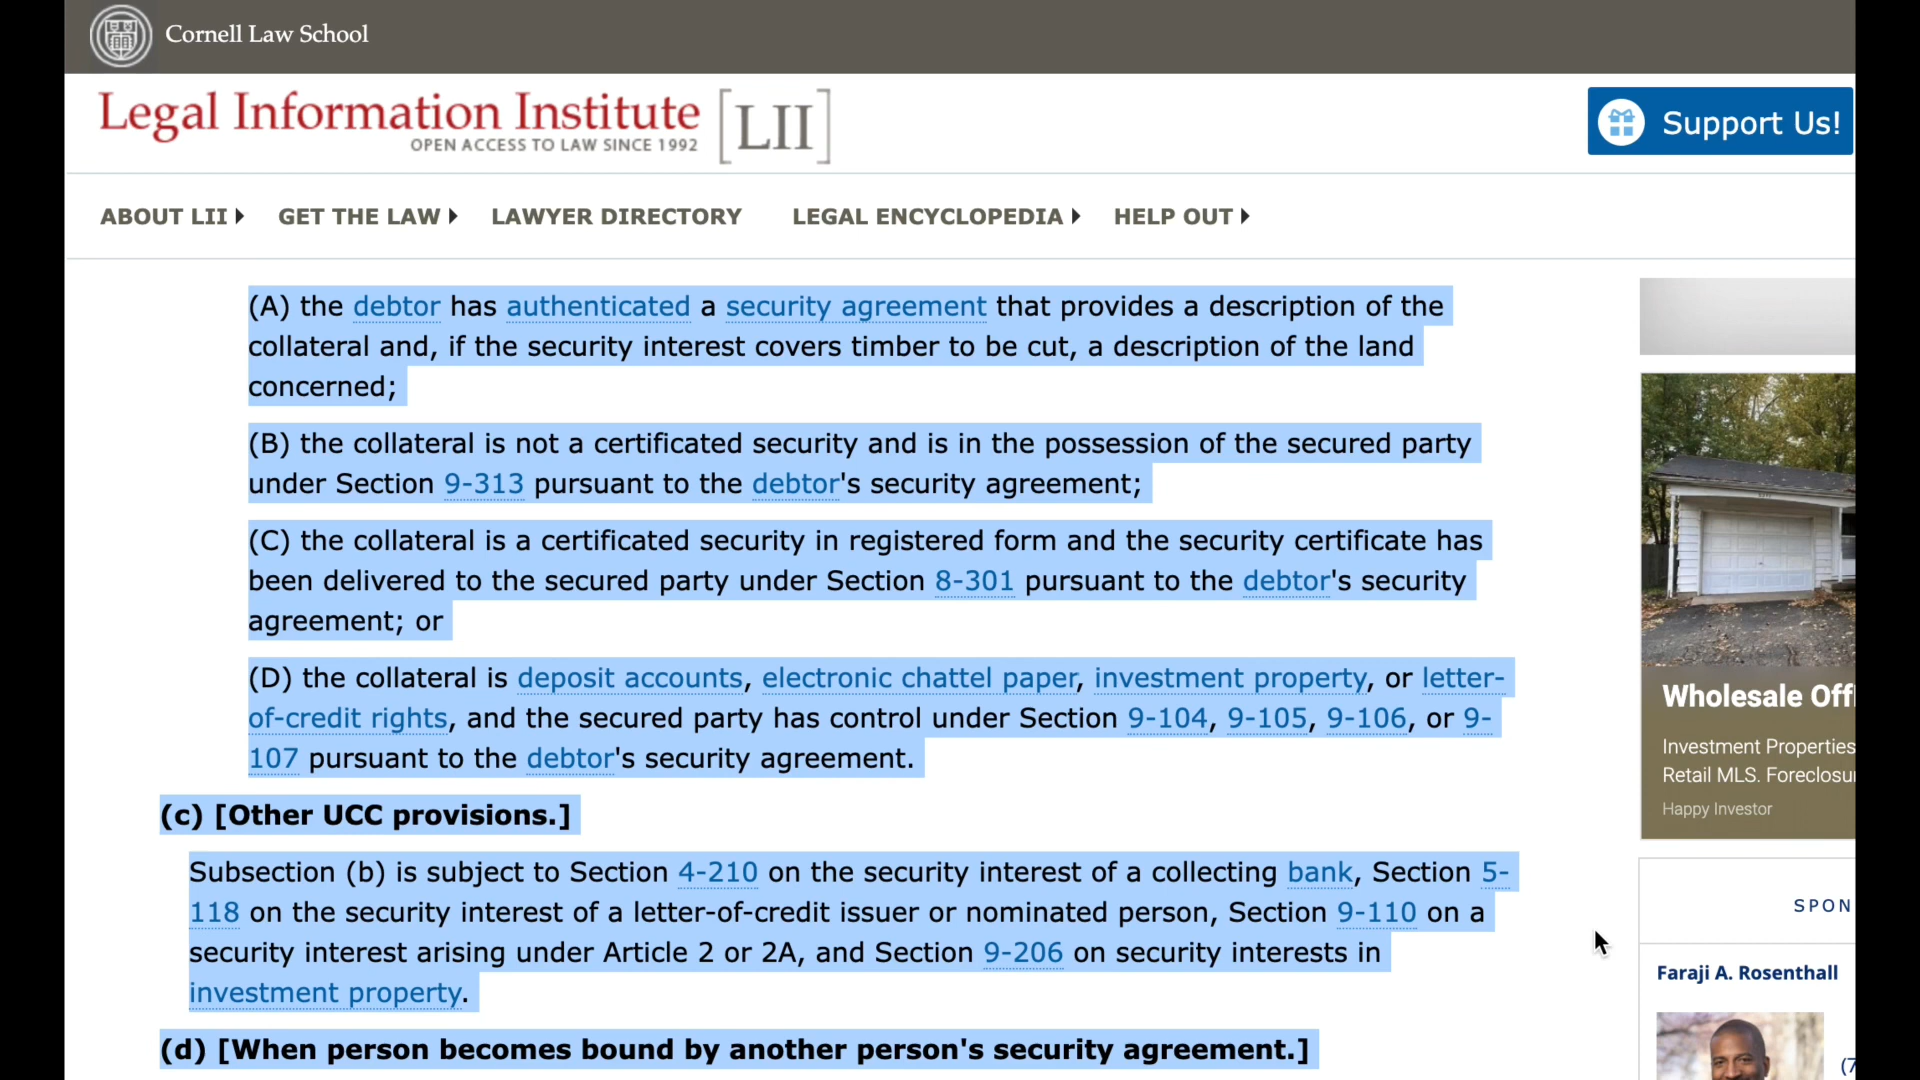 Cornell Law School
Legal Information Institute [LII]
OPEN ACCESS TO LAW SINCE 1992
Support Us!
ABOUT LII GET THE LAW LAWYER DIRECTORY LEGAL ENCYCLOPEDIA HELP OUT
(A) the debtor has authenticated a security agreement that provides a description of the
collateral and, if the security interest covers timber to be cut, a description of the land
concerned;
(B) the collateral is not a certificated security and is in the possession of the secured party
under Section 9-313 pursuant to the debtor's security agreement;
(C) the collateral is a certificated security in registered form and the security certificate has
been delivered to the secured party under Section 8-301 pursuant to the debtor's security
agreement; or
(D) the collateral is deposit accounts, electronic chattel paper, investment property, or letter-
of-credit rights, and the secured party has control under Section 9-104, 9-105, 9-106, or 9-
107 pursuant to the debtor's security agreement.
(c) [Other UCC provisions.]
Subsection (b) is subject to Section 4-210 on the security interest of a collecting bank, Section 5-
118 on the security interest of a letter-of-credit issuer or nominated person, Section 9-110 on a
security interest arising under Article 2 or 2A, and Section 9-206 on security interests in
investment property.
(d) [When person becomes bound by another person's security agreement.]
Wholesale Off
Investment Properties
Retail MLS. Foreclosu
Happy Investor
SPON
Faraji A. Rosenthall
(7